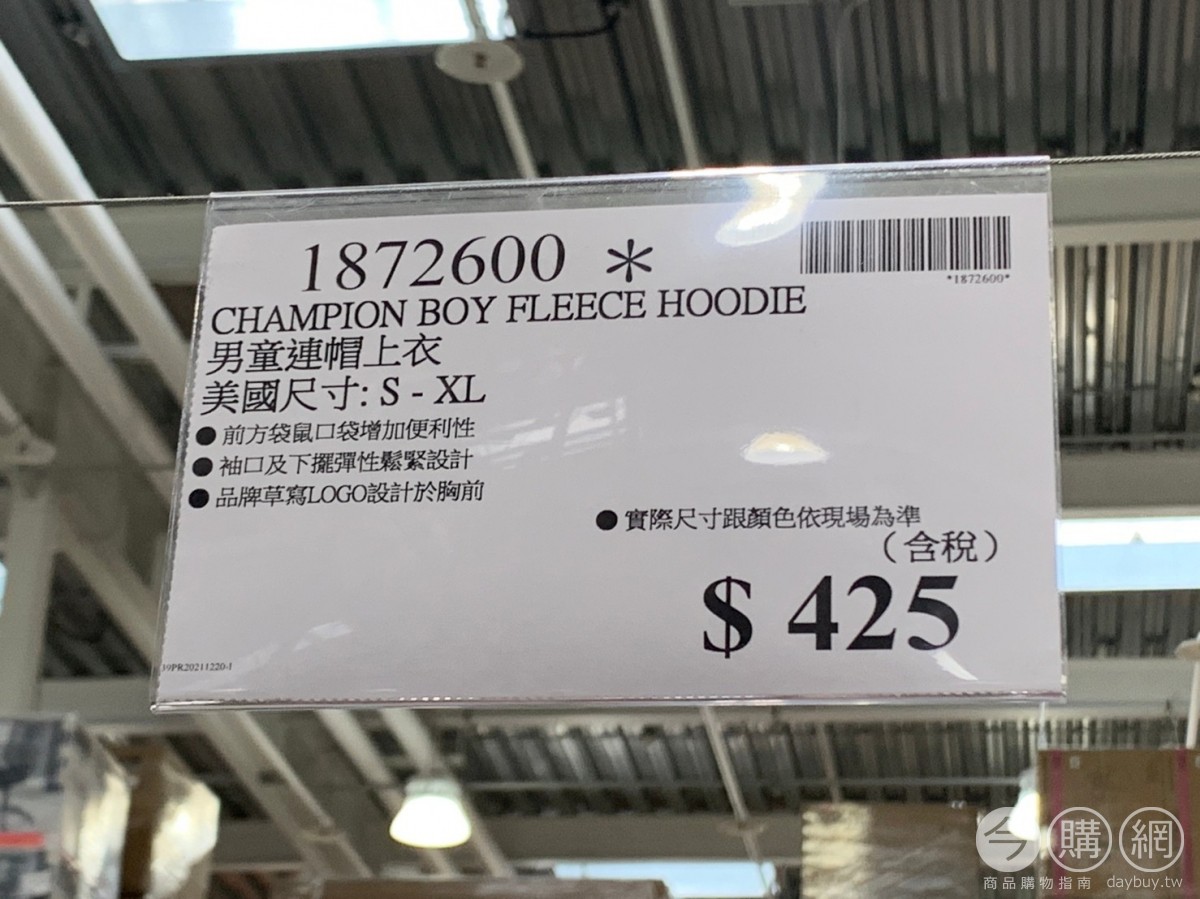 1872600 *
*1872600*
CHAMPION BOY FLEECE HOODIE
男童連帽上衣
美國尺寸: S - XL
● 前方袋鼠口袋增加便利性
● 袖口及下擺彈性鬆緊設計
● 品牌草寫LOGO設計於胸前
● 實際尺寸跟顏色依現場為準
（含稅）
$ 425
39PR20211220-1
今購網
商品購物指南 daybuy.tw